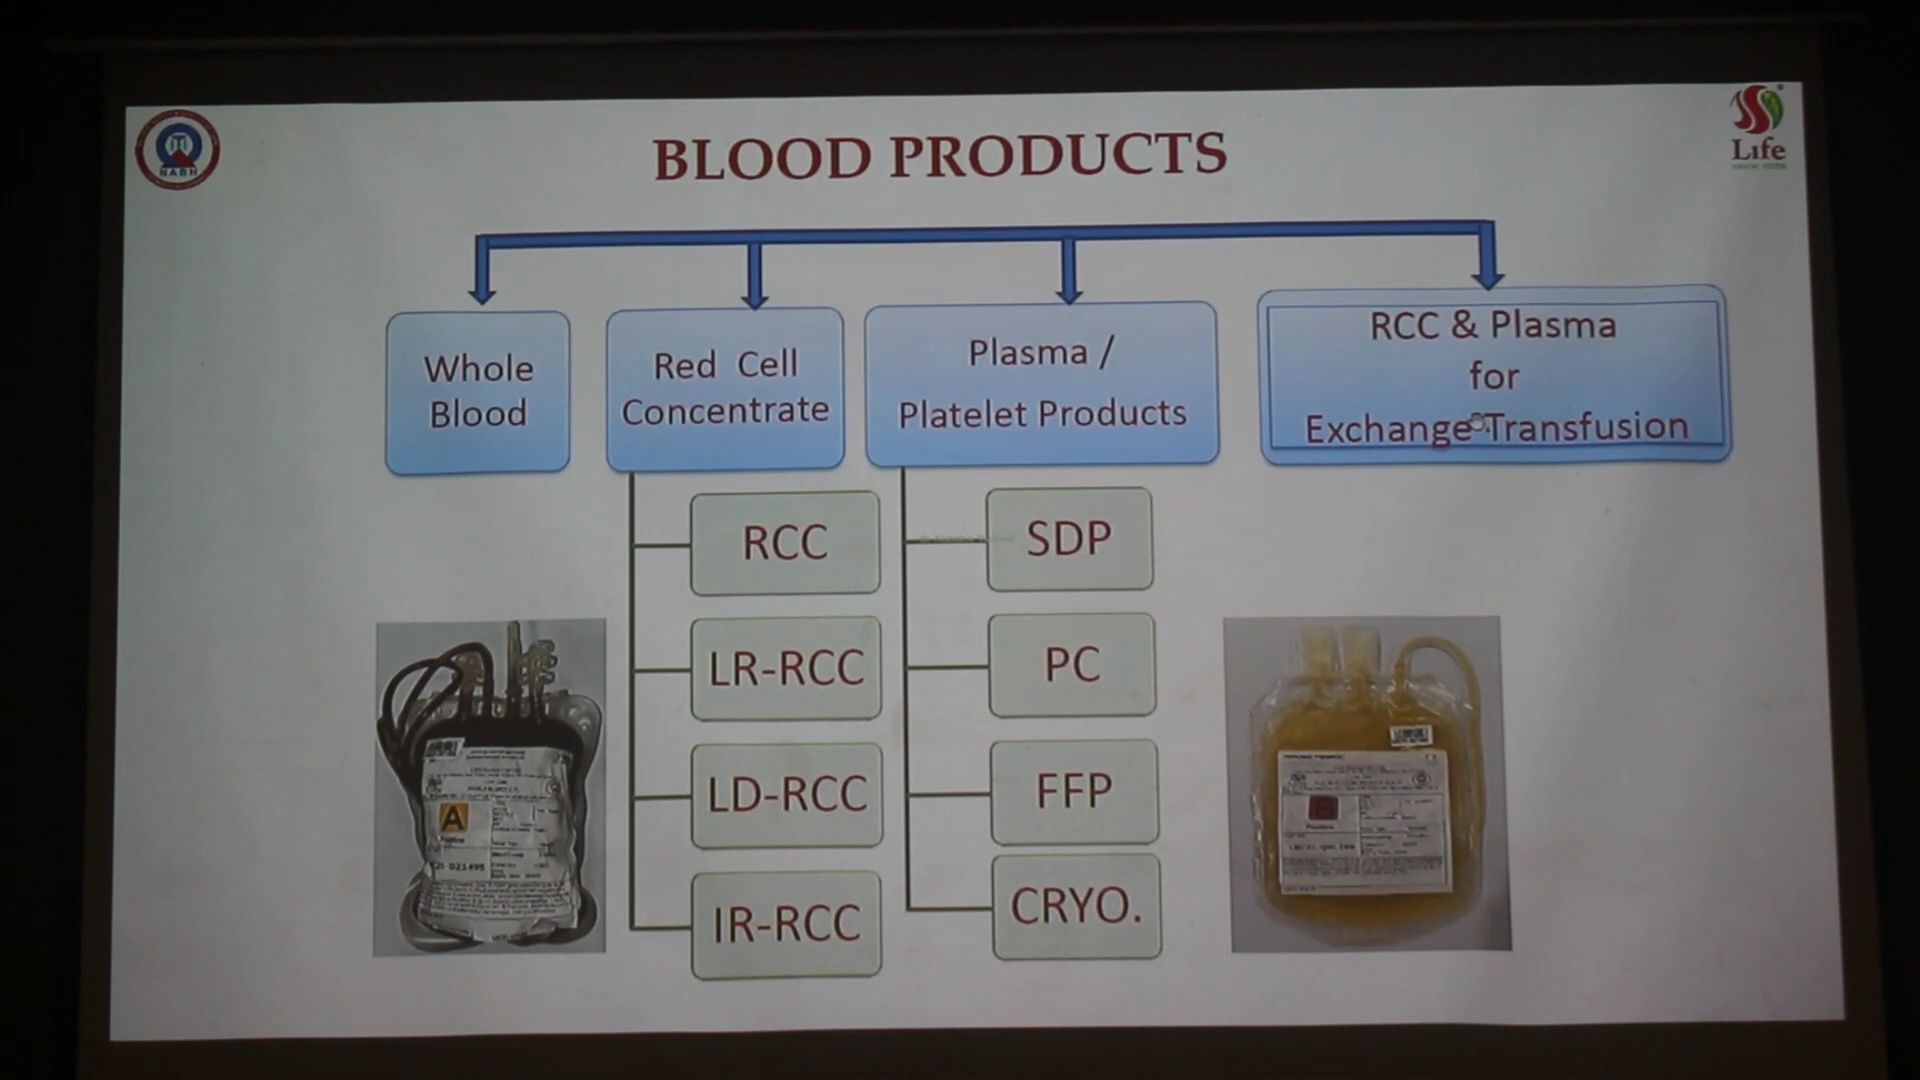 NABH
Life
BLOOD PRODUCTS
Whole
Blood
Red Cell
Concentrate
Plasma /
Platelet Products
RCC & Plasma
for
Exchange Transfusion
RCC
LR-RCC
LD-RCC
IR-RCC
SDP
PC
FFP
CRYO.
A
B